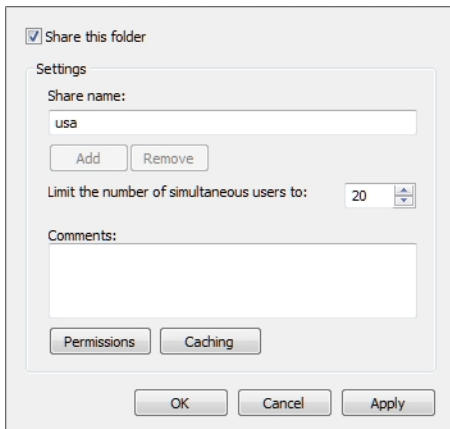 Share this folder
Settings
Share name:
usa
Add Remove
Limit the number of simultaneous users to: 20
Comments:
Permissions Caching
OK Cancel Apply